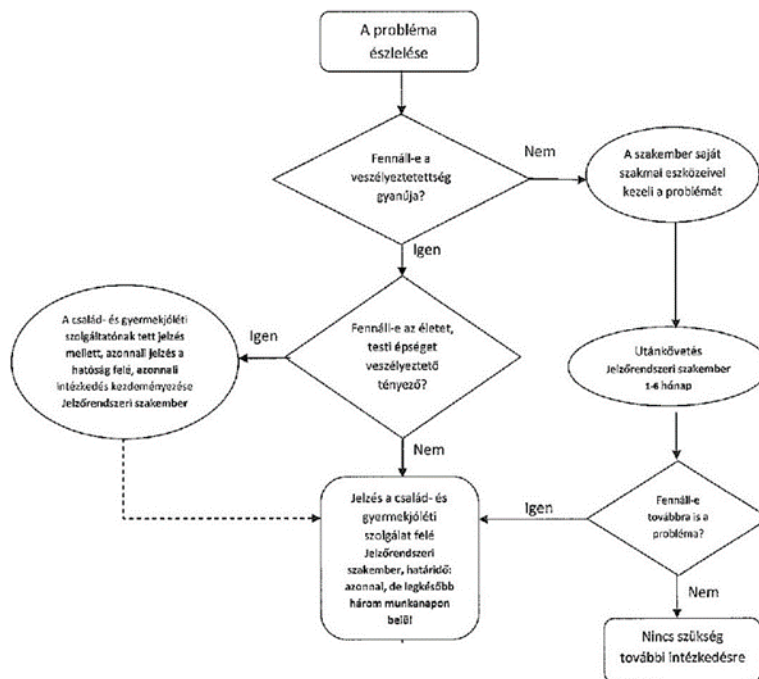 A probléma
észlelése
Fennáll-e a
veszélyeztetettség
gyanúja?
Nem
A szakember saját
szakmai eszközeivel
kezeli a problémát
Igen
A család- és gyermekjóléti
szolgáltatónak tett jelzés
mellett, azonnali jelzés a
hatóság felé, azonnali
intézkedés kezdeményezése
Jelzőrendszeri szakember
Igen
Fennáll-e az életet,
testi épséget
veszélyeztető
tényező?
Utánkövetés
Jelzőrendszeri szakember
1-6 hónap
Nem
Jelzés a család- és
gyermekjóléti
szolgálat felé
Jelzőrendszeri
szakember, határidő:
azonnal, de legkésőbb
három munkanapon
belül
Igen
Fennáll-e
továbbra is a
probléma?
Nem
Nincs szükség
további intézkedésre